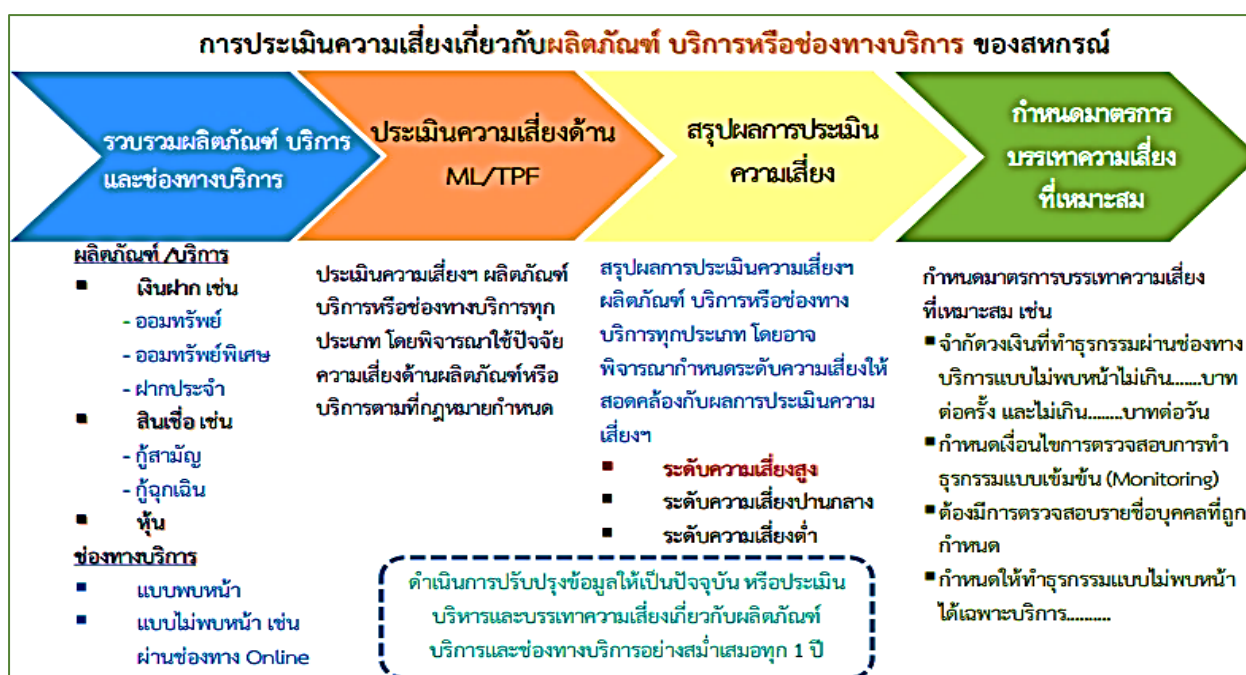 การประเมินความเสี่ยงเกี่ยวกับผลิตภัณฑ์ บริการหรือช่องทางบริการ ของสหกรณ์
รวบรวมผลิตภัณฑ์ บริการ
และช่องทางบริการ
ประเมินความเสี่ยงด้าน
ML/TPF
สรุปผลการประเมิน
ความเสี่ยง
กำหนดมาตรการ
บรรเทาความเสี่ยง
ที่เหมาะสม
ผลิตภัณฑ์ /บริการ
▪ เงินฝาก เช่น
- ออมทรัพย์
- ออมทรัพย์พิเศษ
- ฝากประจำ
▪ สินเชื่อ เช่น
- กู้สามัญ
- กู้ฉุกเฉิน
▪ หุ้น
ช่องทางบริการ
▪ แบบพบหน้า
▪ แบบไม่พบหน้า เช่น
ผ่านช่องทาง Online
ประเมินความเสี่ยงฯ ผลิตภัณฑ์
บริการหรือช่องทางบริการทุก
ประเภท โดยพิจารณาใช้ปัจจัย
ความเสี่ยงด้านผลิตภัณฑ์หรือ
บริการตามที่กฎหมายกำหนด
สรุปผลการประเมินความเสี่ยงฯ
ผลิตภัณฑ์ บริการหรือช่องทาง
บริการทุกประเภท โดยอาจ
พิจารณากำหนดระดับความเสี่ยงให้
สอดคล้องกับผลการประเมินความ
เสี่ยงฯ
▪ ระดับความเสี่ยงสูง
▪ ระดับความเสี่ยงปานกลาง
▪ ระดับความเสี่ยงต่ำ
กำหนดมาตรการบรรเทาความเสี่ยง
ที่เหมาะสม เช่น
▪ จำกัดวงเงินที่ทำธุรกรรมผ่านช่องทาง
บริการแบบไม่พบหน้าไม่เกิน.......บาท
ต่อครั้ง และไม่เกิน........บาทต่อวัน
▪ กำหนดเงื่อนไขการตรวจสอบการทำ
ธุรกรรมแบบเข้มข้น (Monitoring)
▪ ต้องมีการตรวจสอบรายชื่อบุคคลที่ถูก
กำหนด
▪ กำหนดให้ทำธุรกรรมแบบไม่พบหน้า
ได้เฉพาะบริการ..........
ดำเนินการปรับปรุงข้อมูลให้เป็นปัจจุบัน หรือประเมิน
บริหารและบรรเทาความเสี่ยงเกี่ยวกับผลิตภัณฑ์
บริการและช่องทางบริการอย่างสม่ำเสมอทุก 1 ปี